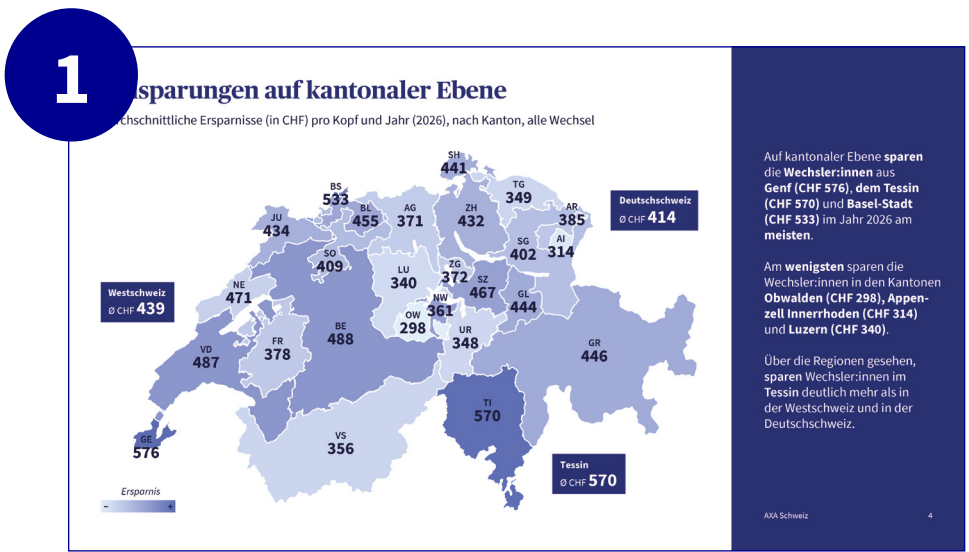 1
sparungen auf kantonaler Ebene
chschnittliche Ersparnisse (in CHF) pro Kopf und Jahr (2026), nach Kanton, alle Wechsel
SH
441
BS
533
BL
455
AG
371
ZH
432
TG
349
AR
385
AI
314
SG
402
JU
434
SO
409
NE
471
LU
340
ZG
372
SZ
467
GL
444
NW
361
OW
298
UR
348
BE
488
FR
378
VD
487
GR
446
TI
570
VS
356
GE
576
Deutschschweiz
Ø CHF 414
Westschweiz
Ø CHF 439
Tessin
Ø CHF 570
Ersparnis
− +
Auf kantonaler Ebene sparen
die Wechsler:innen aus
Genf (CHF 576), dem Tessin
(CHF 570) und Basel-Stadt
(CHF 533) im Jahr 2026 am
meisten.
Am wenigsten sparen die
Wechsler:innen in den Kantonen
Obwalden (CHF 298), Appen-
zell Innerrhoden (CHF 314)
und Luzern (CHF 340).
Über die Regionen gesehen,
sparen Wechsler:innen im
Tessin deutlich mehr als in
der Westschweiz und in der
Deutschschweiz.
AXA Schweiz
4